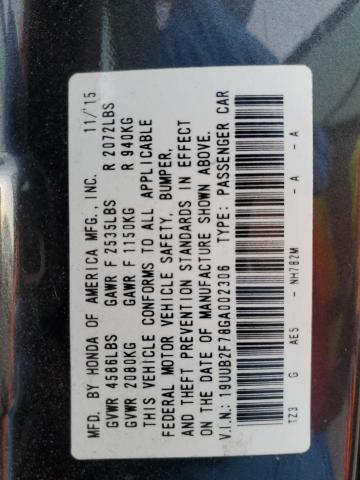 MFD. BY HONDA OF AMERICA MFG., INC. 11/15
GVWR 4586LBS GAWR F 2535LBS R 2072LBS
GVWR 2080KG GAWR F 1150KG R 940KG
THIS VEHICLE CONFORMS TO ALL APPLICABLE
FEDERAL MOTOR VEHICLE SAFETY, BUMPER,
AND THEFT PREVENTION STANDARDS IN EFFECT
ON THE DATE OF MANUFACTURE SHOWN ABOVE.
V.I.N.: 19UUB2F78GA002306 TYPE: PASSENGER CAR
TZ3 G AE5 - NH782M G - A - A